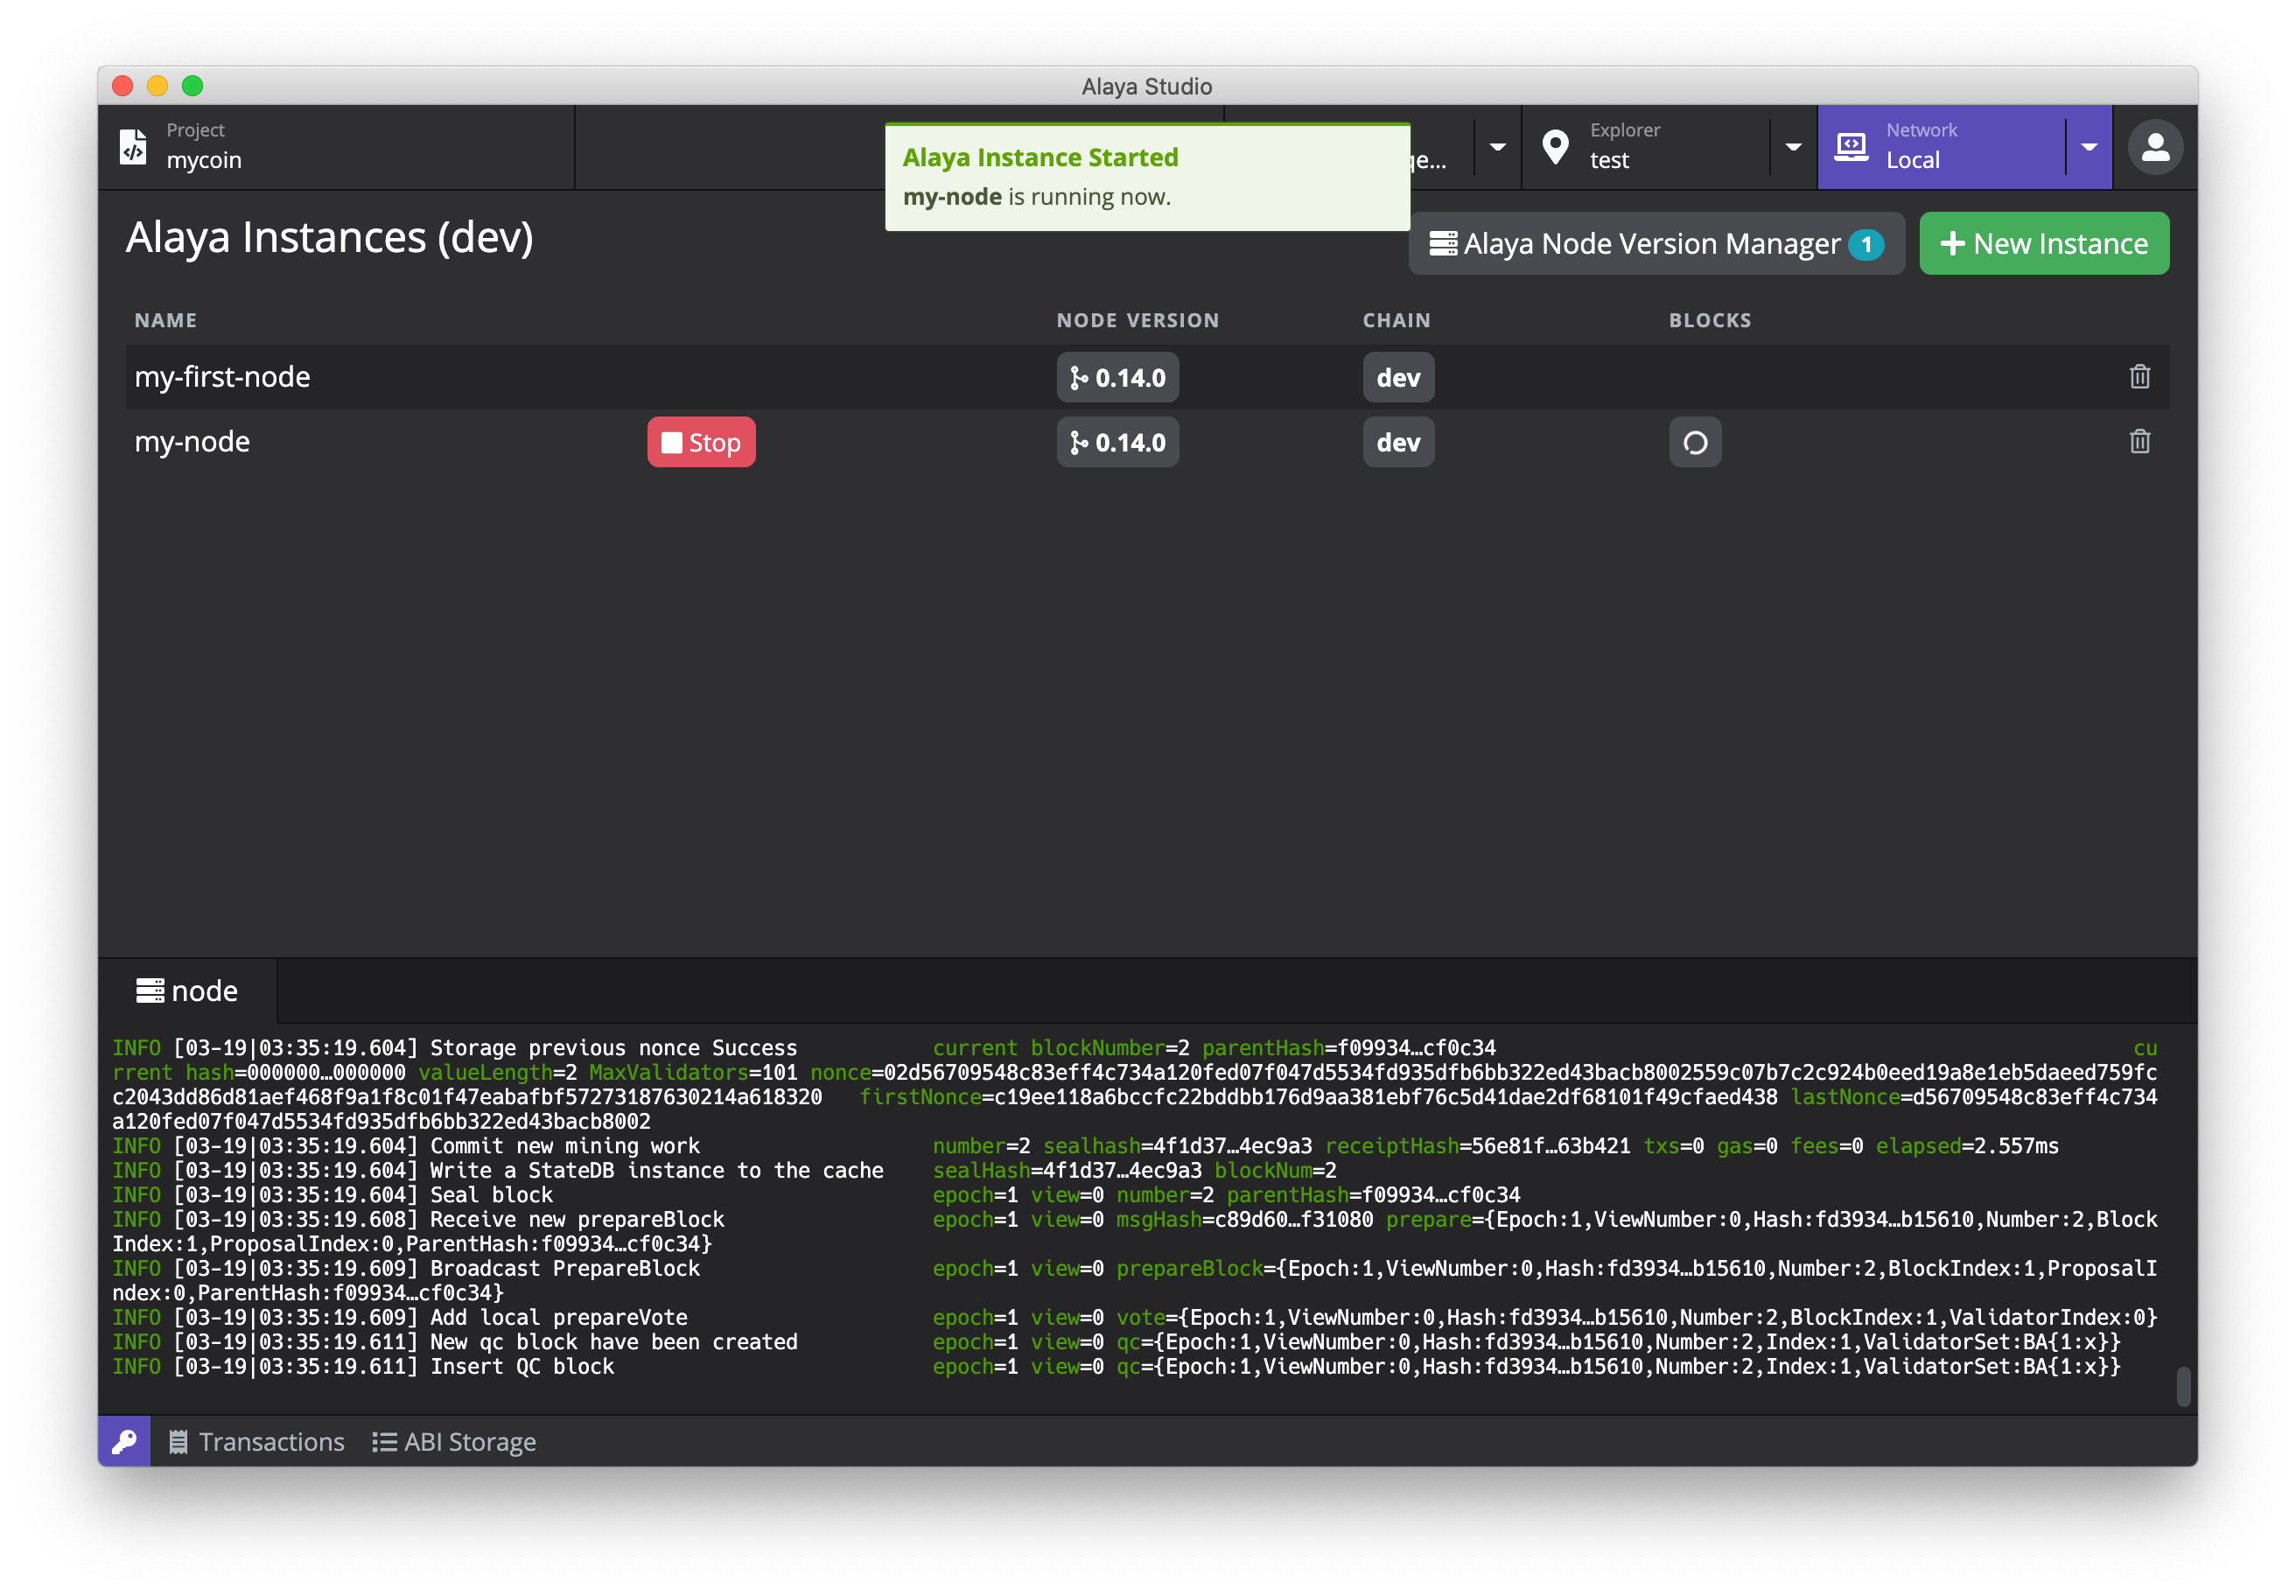 Alaya Studio
Project
mycoin
Alaya Instance Started
my-node is running now.
qe...
Explorer
test
Network
Local
Alaya Instances (dev)
Alaya Node Version Manager 1
New Instance
NAME NODE VERSION CHAIN BLOCKS
my-first-node 0.14.0 dev
my-node Stop 0.14.0 dev
node
INFO [03-19|03:35:19.604] Storage previous nonce Success current blockNumber=2 parentHash=f09934…cf0c34 cu
rrent hash=000000…000000 valueLength=2 MaxValidators=101 nonce=02d56709548c83eff4c734a120fed07f047d5534fd935dfb6bb322ed43bacb8002559c07b7c2c924b0eed19a8e1eb5daeed759fc
c2043dd86d81aef468f9a1f8c01f47eabafbf57273187630214a618320 firstNonce=c19ee118a6bccfc22bddbb176d9aa381ebf76c5d41dae2df68101f49cfaed438 lastNonce=d56709548c83eff4c734
a120fed07f047d5534fd935dfb6bb322ed43bacb8002
INFO [03-19|03:35:19.604] Commit new mining work number=2 sealhash=4f1d37…4ec9a3 receiptHash=56e81f…63b421 txs=0 gas=0 fees=0 elapsed=2.557ms
INFO [03-19|03:35:19.604] Write a StateDB instance to the cache sealHash=4f1d37…4ec9a3 blockNum=2
INFO [03-19|03:35:19.604] Seal block epoch=1 view=0 number=2 parentHash=f09934…cf0c34
INFO [03-19|03:35:19.608] Receive new prepareBlock epoch=1 view=0 msgHash=c89d60…f31080 prepare={Epoch:1,ViewNumber:0,Hash:fd3934…b15610,Number:2,Block
Index:1,ProposalIndex:0,ParentHash:f09934…cf0c34}
INFO [03-19|03:35:19.609] Broadcast PrepareBlock epoch=1 view=0 prepareBlock={Epoch:1,ViewNumber:0,Hash:fd3934…b15610,Number:2,BlockIndex:1,ProposalI
ndex:0,ParentHash:f09934…cf0c34}
INFO [03-19|03:35:19.609] Add local prepareVote epoch=1 view=0 vote={Epoch:1,ViewNumber:0,Hash:fd3934…b15610,Number:2,BlockIndex:1,ValidatorIndex:0}
INFO [03-19|03:35:19.611] New qc block have been created epoch=1 view=0 qc={Epoch:1,ViewNumber:0,Hash:fd3934…b15610,Number:2,Index:1,ValidatorSet:BA{1:x}}
INFO [03-19|03:35:19.611] Insert QC block epoch=1 view=0 qc={Epoch:1,ViewNumber:0,Hash:fd3934…b15610,Number:2,Index:1,ValidatorSet:BA{1:x}}
Transactions ABI Storage